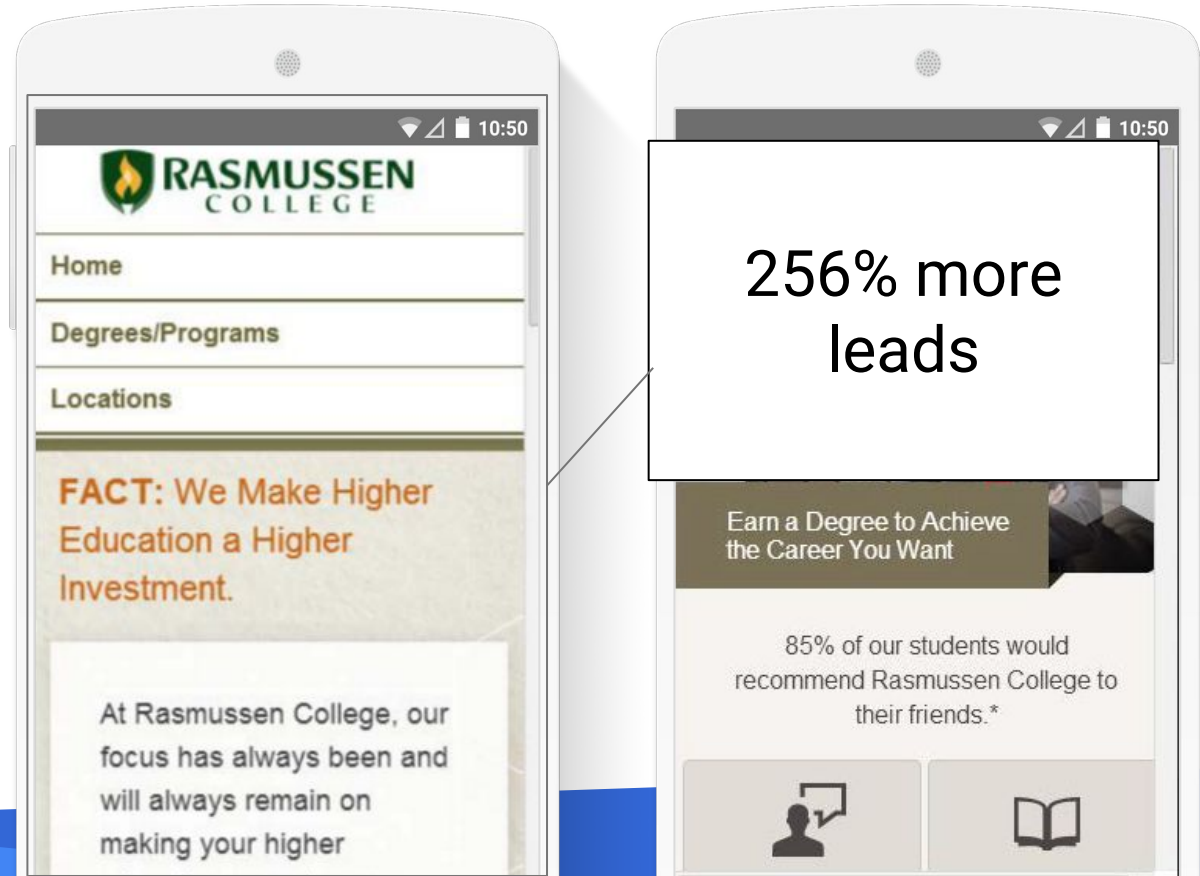 10:50
RASMUSSEN
COLLEGE
Home
Degrees/Programs
Locations
FACT: We Make Higher
Education a Higher
Investment.
At Rasmussen College, our
focus has always been and
will always remain on
making your higher
10:50
256% more
leads
Earn a Degree to Achieve
the Career You Want
85% of our students would
recommend Rasmussen College to
their friends.*